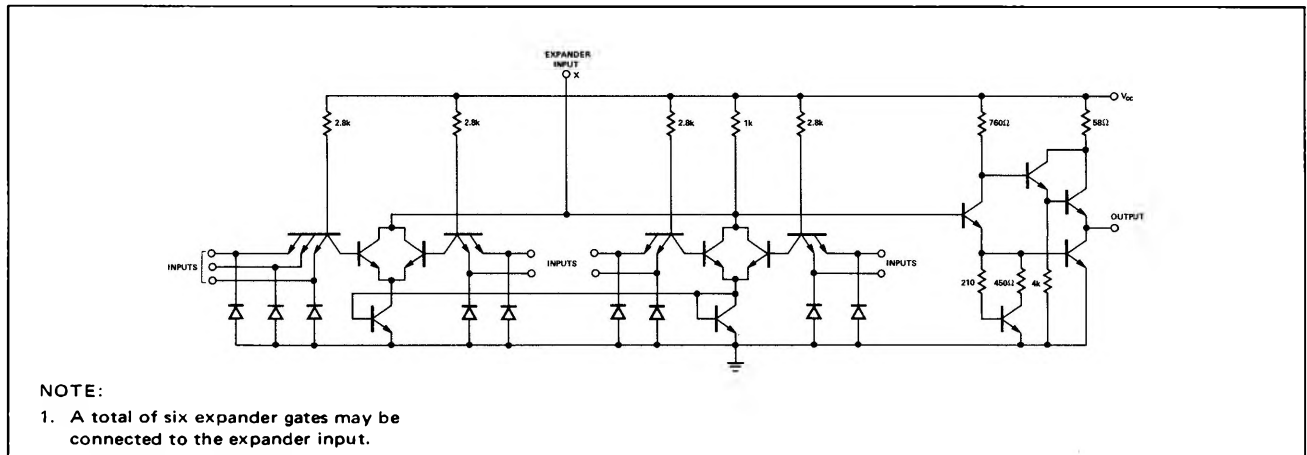 EXPANDER
INPUT
X
VCC
2.8k
2.8k
2.8k
1k
2.8k
760Ω
58Ω
OUTPUT
INPUTS
INPUTS
INPUTS
210
450Ω
4k
NOTE:
1. A total of six expander gates may be
connected to the expander input.